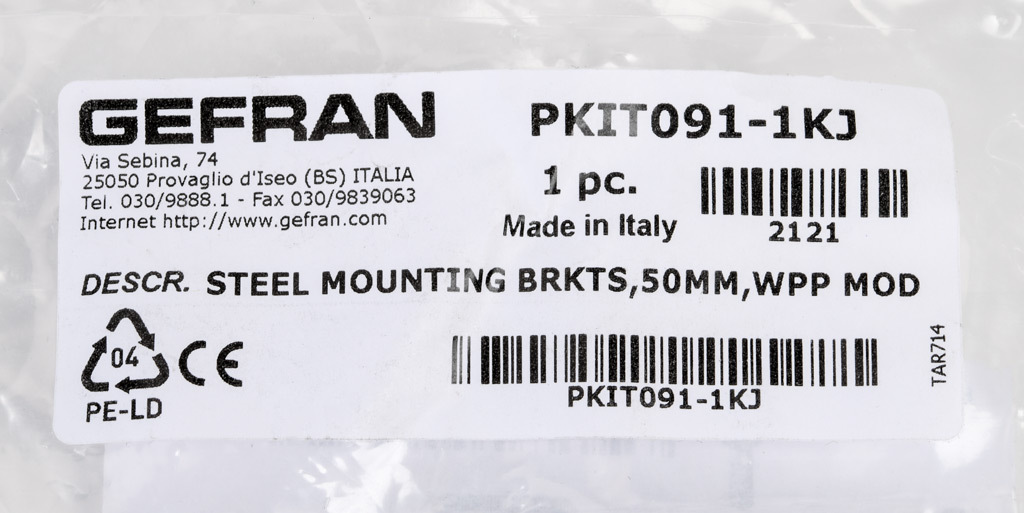 GEFRAN
Via Sebina, 74
25050 Provaglio d'Iseo (BS) ITALIA
Tel. 030/9888.1 - Fax 030/9839063
Internet http://www.gefran.com
PKIT091-1KJ
1 pc.
Made in Italy
2121
DESCR. STEEL MOUNTING BRKTS,50MM,WPP MOD
04
CE
PE-LD
PKIT091-1KJ
TAR714